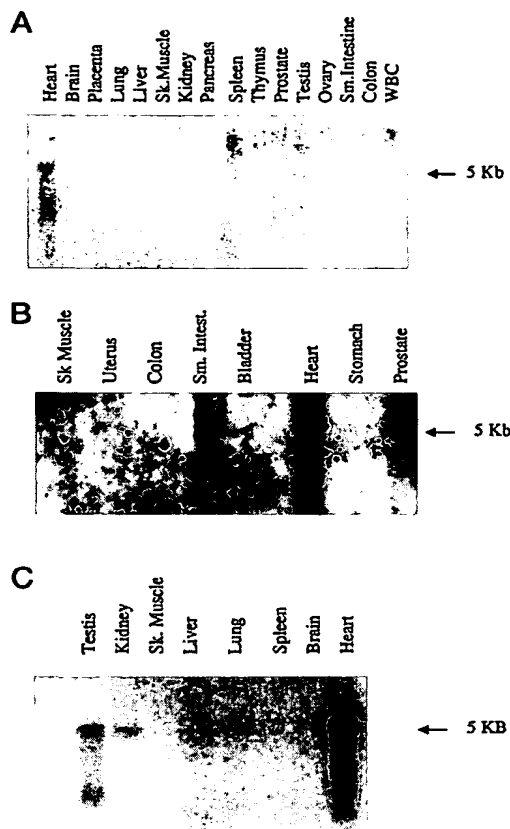 A
Heart Brain Placenta Lung Liver Sk.Muscle Kidney Pancreas Spleen Thymus Prostate Testis Ovary Sm.Intestine Colon WBC
5 Kb
B
Sk Muscle Uterus Colon Sm. Intest. Bladder Heart Stomach Prostate
5 Kb
C
Testis Kidney Sk. Muscle Liver Lung Spleen Brain Heart
5 KB